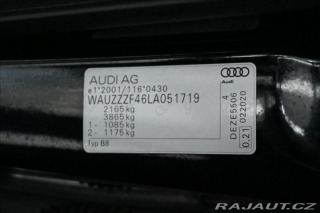 AUDI AG
e1*2001/116*0430
WAUZZZF46LA051719
2165 kg
3865 kg
1- 1085 kg
2- 1175 kg
Typ B8
4
DEZE5506
0.21 022020
RAJAUT.CZ